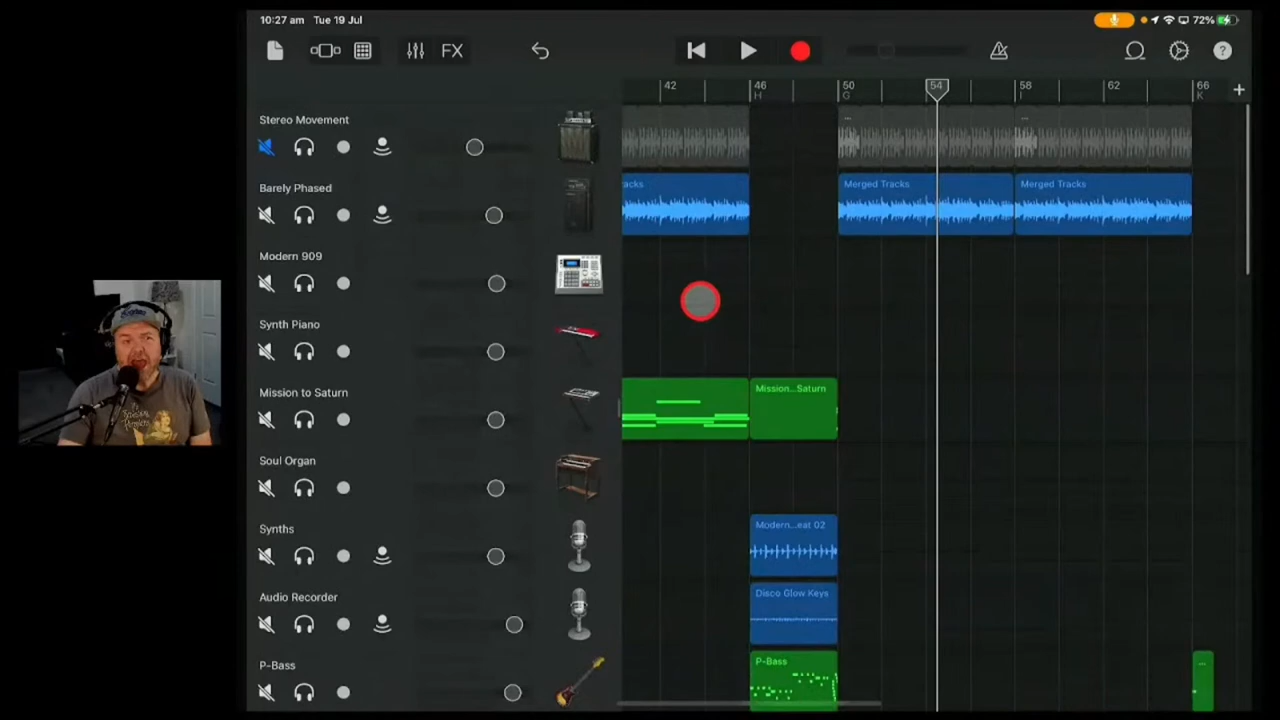 10:27 am Tue 19 Jul
72%
FX
?
42
46
50
54
58
62
66
+
H
G
I
K
Stereo Movement
Barely Phased
acks
Merged Tracks
Merged Tracks
Modern 909
Synth Piano
Mission to Saturn
Mission...Saturn
Soul Organ
Synths
Modern...eat 02
Audio Recorder
Disco Glow Keys
P-Bass
P-Bass